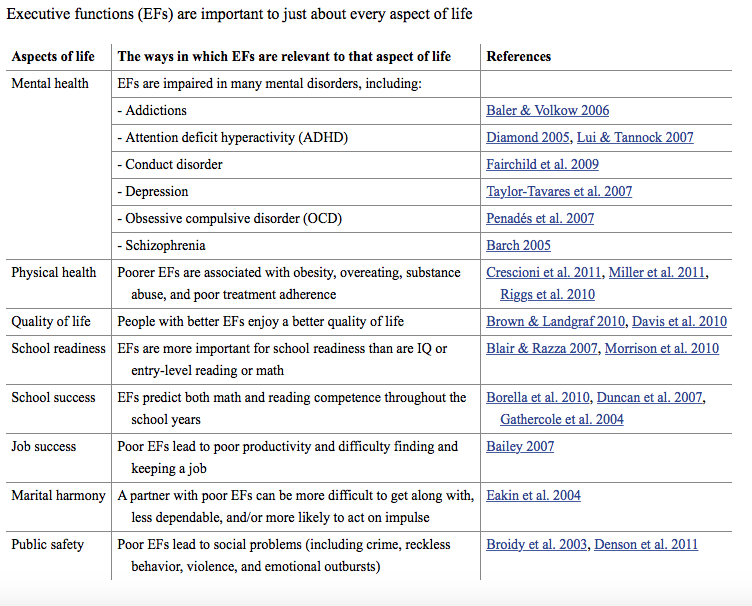 Executive functions (EFs) are important to just about every aspect of life
Aspects of life The ways in which EFs are relevant to that aspect of life References
Mental health EFs are impaired in many mental disorders, including:
- Addictions Baler & Volkow 2006
- Attention deficit hyperactivity (ADHD) Diamond 2005, Lui & Tannock 2007
- Conduct disorder Fairchild et al. 2009
- Depression Taylor-Tavares et al. 2007
- Obsessive compulsive disorder (OCD) Penadés et al. 2007
- Schizophrenia Barch 2005
Physical health Poorer EFs are associated with obesity, overeating, substance Crescioni et al. 2011, Miller et al. 2011,
abuse, and poor treatment adherence Riggs et al. 2010
Quality of life People with better EFs enjoy a better quality of life Brown & Landgraf 2010, Davis et al. 2010
School readiness EFs are more important for school readiness than are IQ or Blair & Razza 2007, Morrison et al. 2010
entry-level reading or math
School success EFs predict both math and reading competence throughout the Borella et al. 2010, Duncan et al. 2007,
school years Gathercole et al. 2004
Job success Poor EFs lead to poor productivity and difficulty finding and Bailey 2007
keeping a job
Marital harmony A partner with poor EFs can be more difficult to get along with, Eakin et al. 2004
less dependable, and/or more likely to act on impulse
Public safety Poor EFs lead to social problems (including crime, reckless Broidy et al. 2003, Denson et al. 2011
behavior, violence, and emotional outbursts)